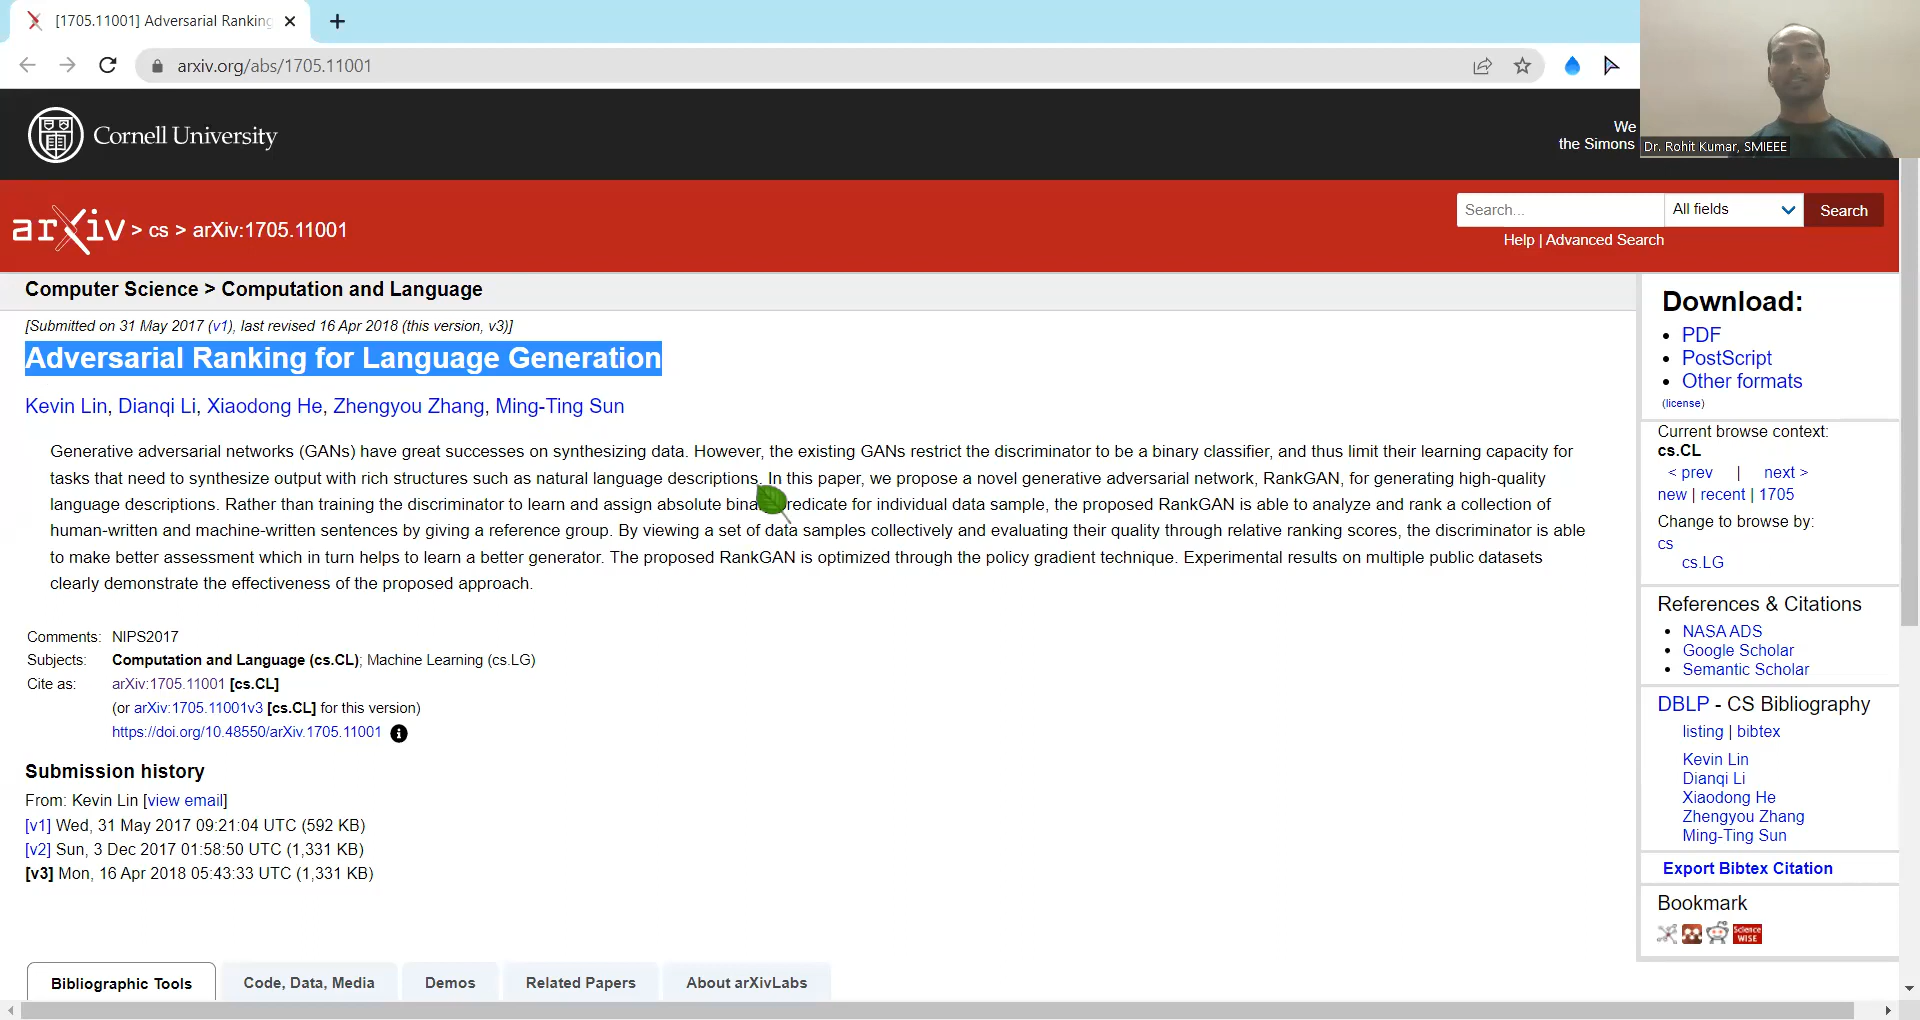 [1705.11001] Adversarial Ranking
arxiv.org/abs/1705.11001
Cornell University
We
the Simons
Dr. Rohit Kumar, SMIEEE
arXiv > cs > arXiv:1705.11001
Search...
All fields
Search
Help | Advanced Search
Computer Science > Computation and Language
[Submitted on 31 May 2017 (v1), last revised 16 Apr 2018 (this version, v3)]
Adversarial Ranking for Language Generation
Kevin Lin, Dianqi Li, Xiaodong He, Zhengyou Zhang, Ming-Ting Sun
Generative adversarial networks (GANs) have great successes on synthesizing data. However, the existing GANs restrict the discriminator to be a binary classifier, and thus limit their learning capacity for
tasks that need to synthesize output with rich structures such as natural language descriptions. In this paper, we propose a novel generative adversarial network, RankGAN, for generating high-quality
language descriptions. Rather than training the discriminator to learn and assign absolute bina redicate for individual data sample, the proposed RankGAN is able to analyze and rank a collection of
human-written and machine-written sentences by giving a reference group. By viewing a set of data samples collectively and evaluating their quality through relative ranking scores, the discriminator is able
to make better assessment which in turn helps to learn a better generator. The proposed RankGAN is optimized through the policy gradient technique. Experimental results on multiple public datasets
clearly demonstrate the effectiveness of the proposed approach.
Comments: NIPS2017
Subjects: Computation and Language (cs.CL); Machine Learning (cs.LG)
Cite as: arXiv:1705.11001 [cs.CL]
(or arXiv:1705.11001v3 [cs.CL] for this version)
https://doi.org/10.48550/arXiv.1705.11001
Submission history
From: Kevin Lin [view email]
[v1] Wed, 31 May 2017 09:21:04 UTC (592 KB)
[v2] Sun, 3 Dec 2017 01:58:50 UTC (1,331 KB)
[v3] Mon, 16 Apr 2018 05:43:33 UTC (1,331 KB)
Bibliographic Tools
Code, Data, Media
Demos
Related Papers
About arXivLabs
Download:
PDF
PostScript
Other formats
(license)
Current browse context:
cs.CL
< prev | next >
new | recent | 1705
Change to browse by:
cs
cs.LG
References & Citations
NASA ADS
Google Scholar
Semantic Scholar
DBLP - CS Bibliography
listing | bibtex
Kevin Lin
Dianqi Li
Xiaodong He
Zhengyou Zhang
Ming-Ting Sun
Export Bibtex Citation
Bookmark
Science
WISE